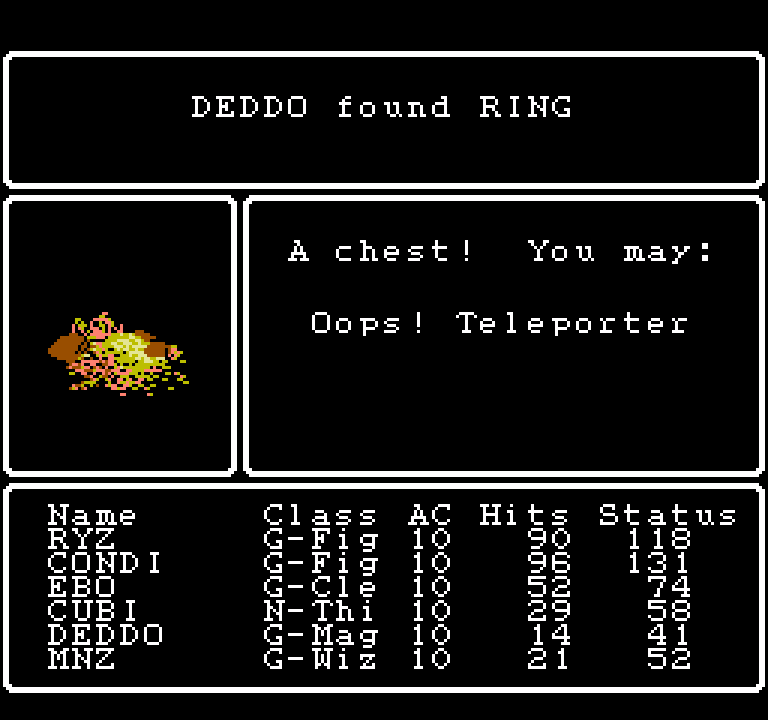 DEDDO found RING
A chest! You may:
Oops! Teleporter
Name Class AC Hits Status
RYZ G-Fig 10 90 118
CONDI G-Fig 10 96 131
EBO G-Cle 10 52 74
CUBI N-Thi 10 29 58
DEDDO G-Mag 10 14 41
MNZ G-Wiz 10 21 52